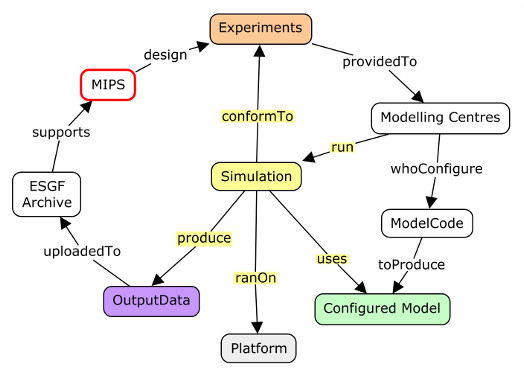 Experiments
design
providedTo
MIPS
conformTo
Modelling Centres
supports
run
whoConfigure
Simulation
ESGF
Archive
ModelCode
produce
uploadedTo
uses
toProduce
ranOn
OutputData
Configured Model
Platform